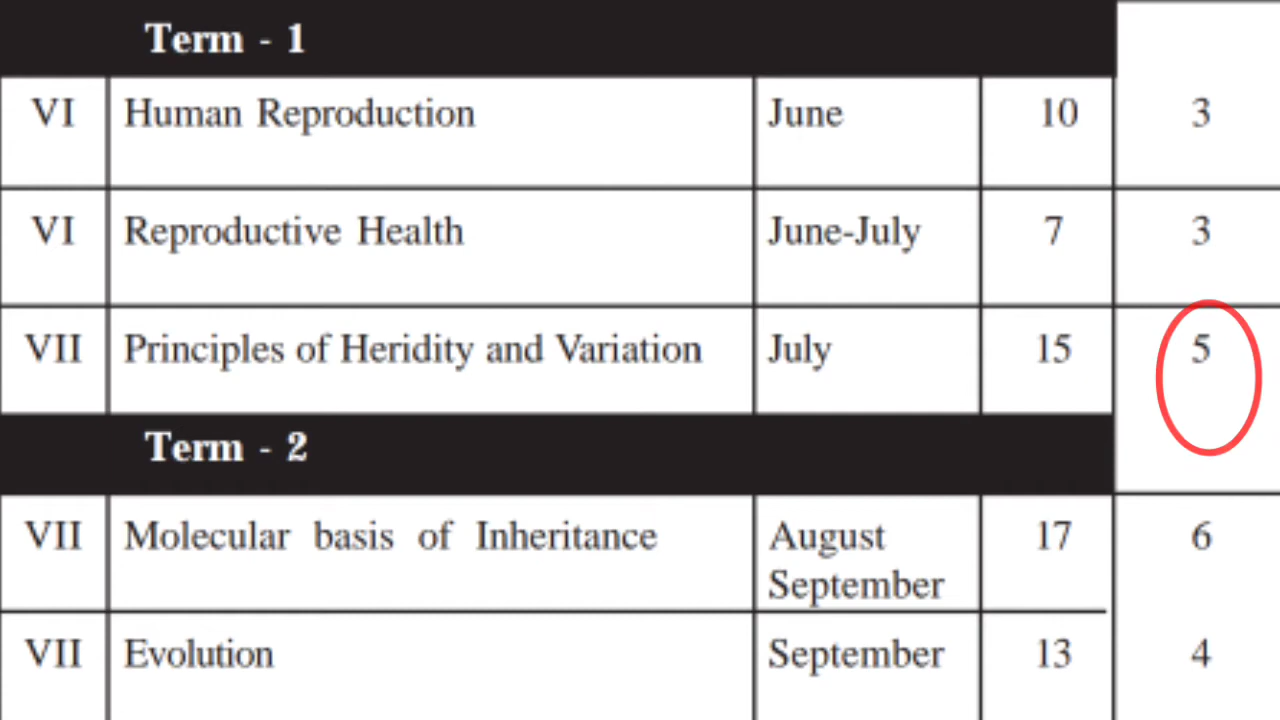 Term - 1
VI Human Reproduction June 10 3
VI Reproductive Health June-July 7 3
VII Principles of Heridity and Variation July 15 5
Term - 2
VII Molecular basis of Inheritance August 17 6
September
VII Evolution September 13 4